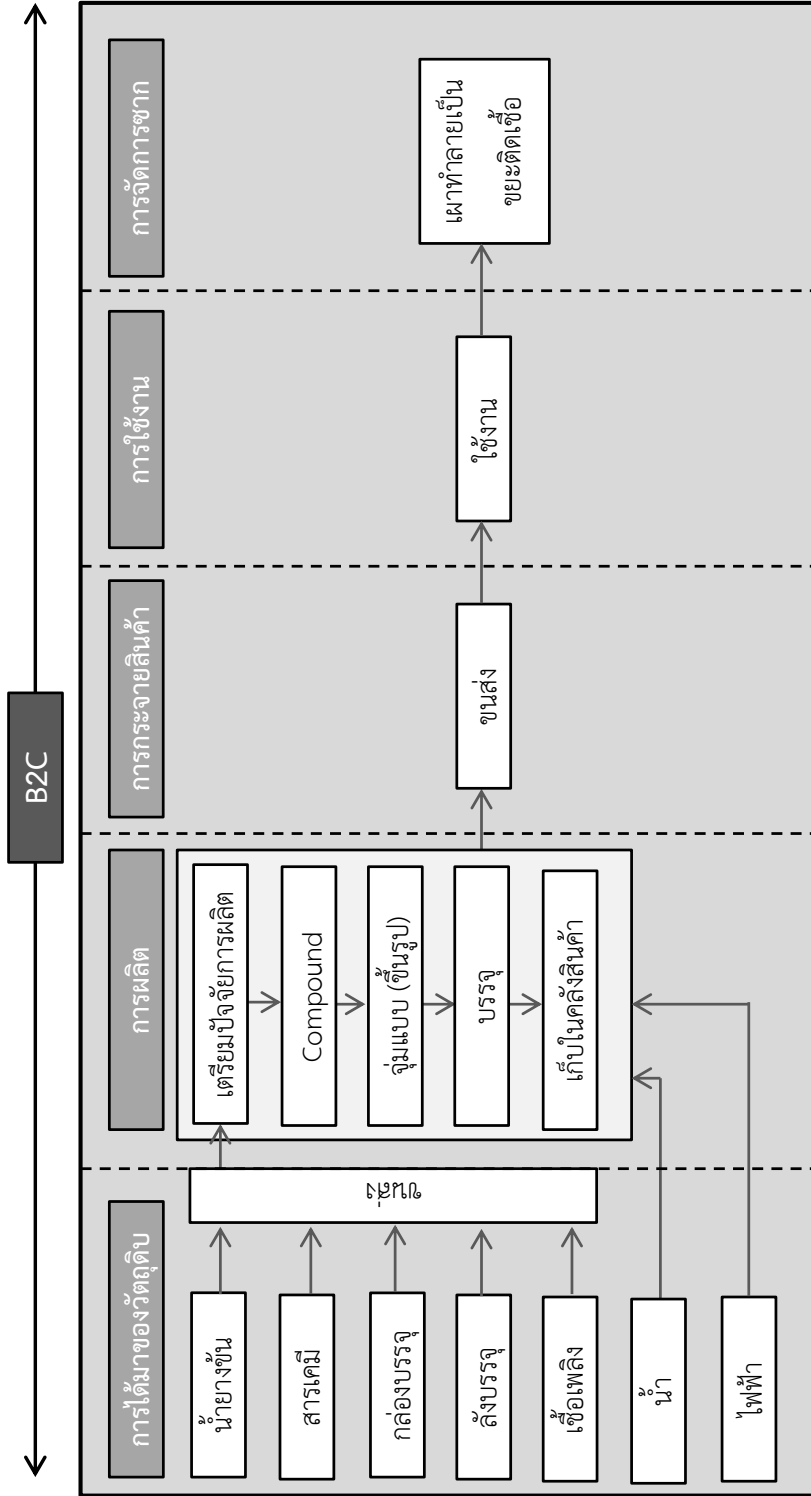 B2C
การได้มาของวัตถุดิบ
การผลิต
การกระจายสินค้า
การใช้งาน
การจัดการซาก
น้ำยางข้น
สารเคมี
กล่องบรรจุ
ลังบรรจุ
เชื้อเพลิง
น้ำ
ไฟฟ้า
ขนส่ง
เตรียมปัจจัยการผลิต
Compound
จุ่มแบบ (ขึ้นรูป)
บรรจุ
เก็บในคลังสินค้า
ขนส่ง
ใช้งาน
เผาทำลายเป็น
ขยะติดเชื้อ